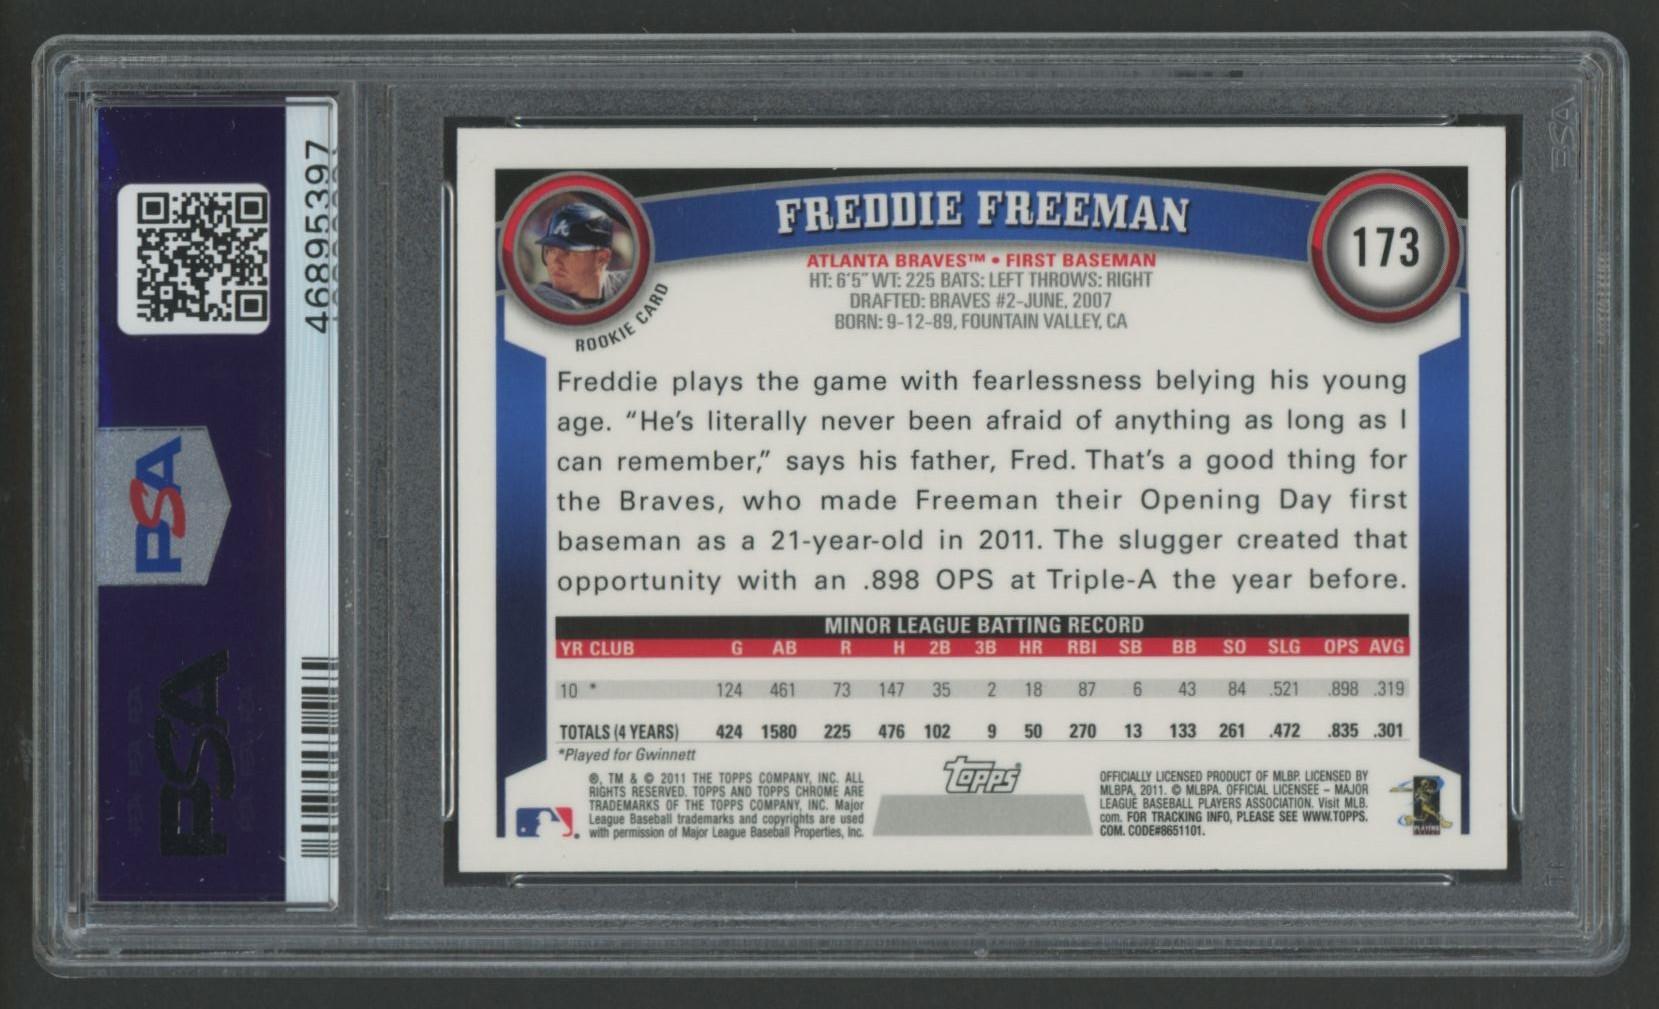 46895397
PSA
PSA
FREDDIE FREEMAN
173
ATLANTA BRAVES™ • FIRST BASEMAN
HT: 6'5" WT: 225 BATS: LEFT THROWS: RIGHT
DRAFTED: BRAVES #2-JUNE, 2007
BORN: 9-12-89, FOUNTAIN VALLEY, CA
ROOKIE CARD
Freddie plays the game with fearlessness belying his young
age. “He’s literally never been afraid of anything as long as I
can remember,” says his father, Fred. That’s a good thing for
the Braves, who made Freeman their Opening Day first
baseman as a 21-year-old in 2011. The slugger created that
opportunity with an .898 OPS at Triple-A the year before.
MINOR LEAGUE BATTING RECORD
YR CLUB G AB R H 2B 3B HR RBI SB BB SO SLG OPS AVG
10 * 124 461 73 147 35 2 18 87 6 43 84 .521 .898 .319
TOTALS (4 YEARS) 424 1580 225 476 102 9 50 270 13 133 261 .472 .835 .301
*Played for Gwinnett
®, TM & © 2011 THE TOPPS COMPANY, INC. ALL
RIGHTS RESERVED. TOPPS AND TOPPS CHROME ARE
TRADEMARKS OF THE TOPPS COMPANY, INC. Major
League Baseball trademarks and copyrights are used
with permission of Major League Baseball Properties, Inc.
Topps®
OFFICIALLY LICENSED PRODUCT OF MLBP. LICENSED BY
MLBPA, 2011. © MLBPA. OFFICIAL LICENSEE – MAJOR
LEAGUE BASEBALL PLAYERS ASSOCIATION. Visit MLB.
com. FOR TRACKING INFO, PLEASE SEE WWW.TOPPS.
COM. CODE#8651101.
PLAYERS
PSA